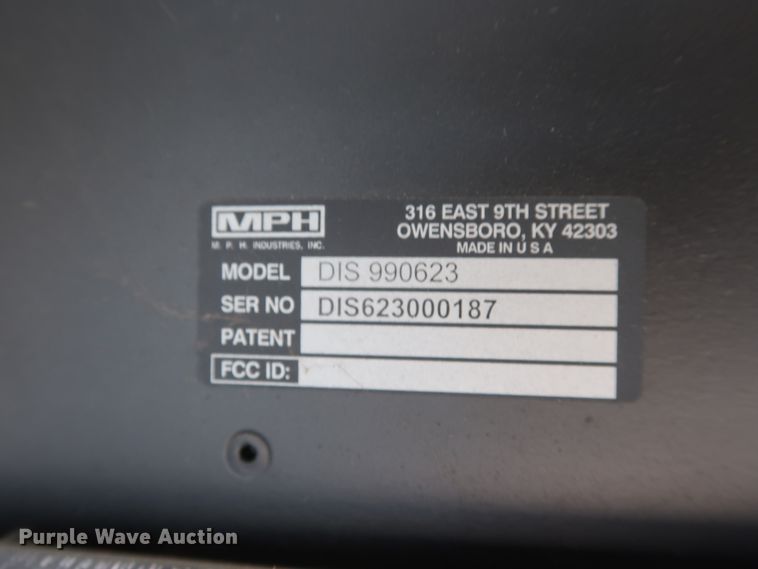 MPH
M. P. H. INDUSTRIES, INC.
316 EAST 9TH STREET
OWENSBORO, KY 42303
MADE IN U S A
MODEL DIS 990623
SER NO DIS623000187
PATENT
FCC ID:
Purple Wave Auction